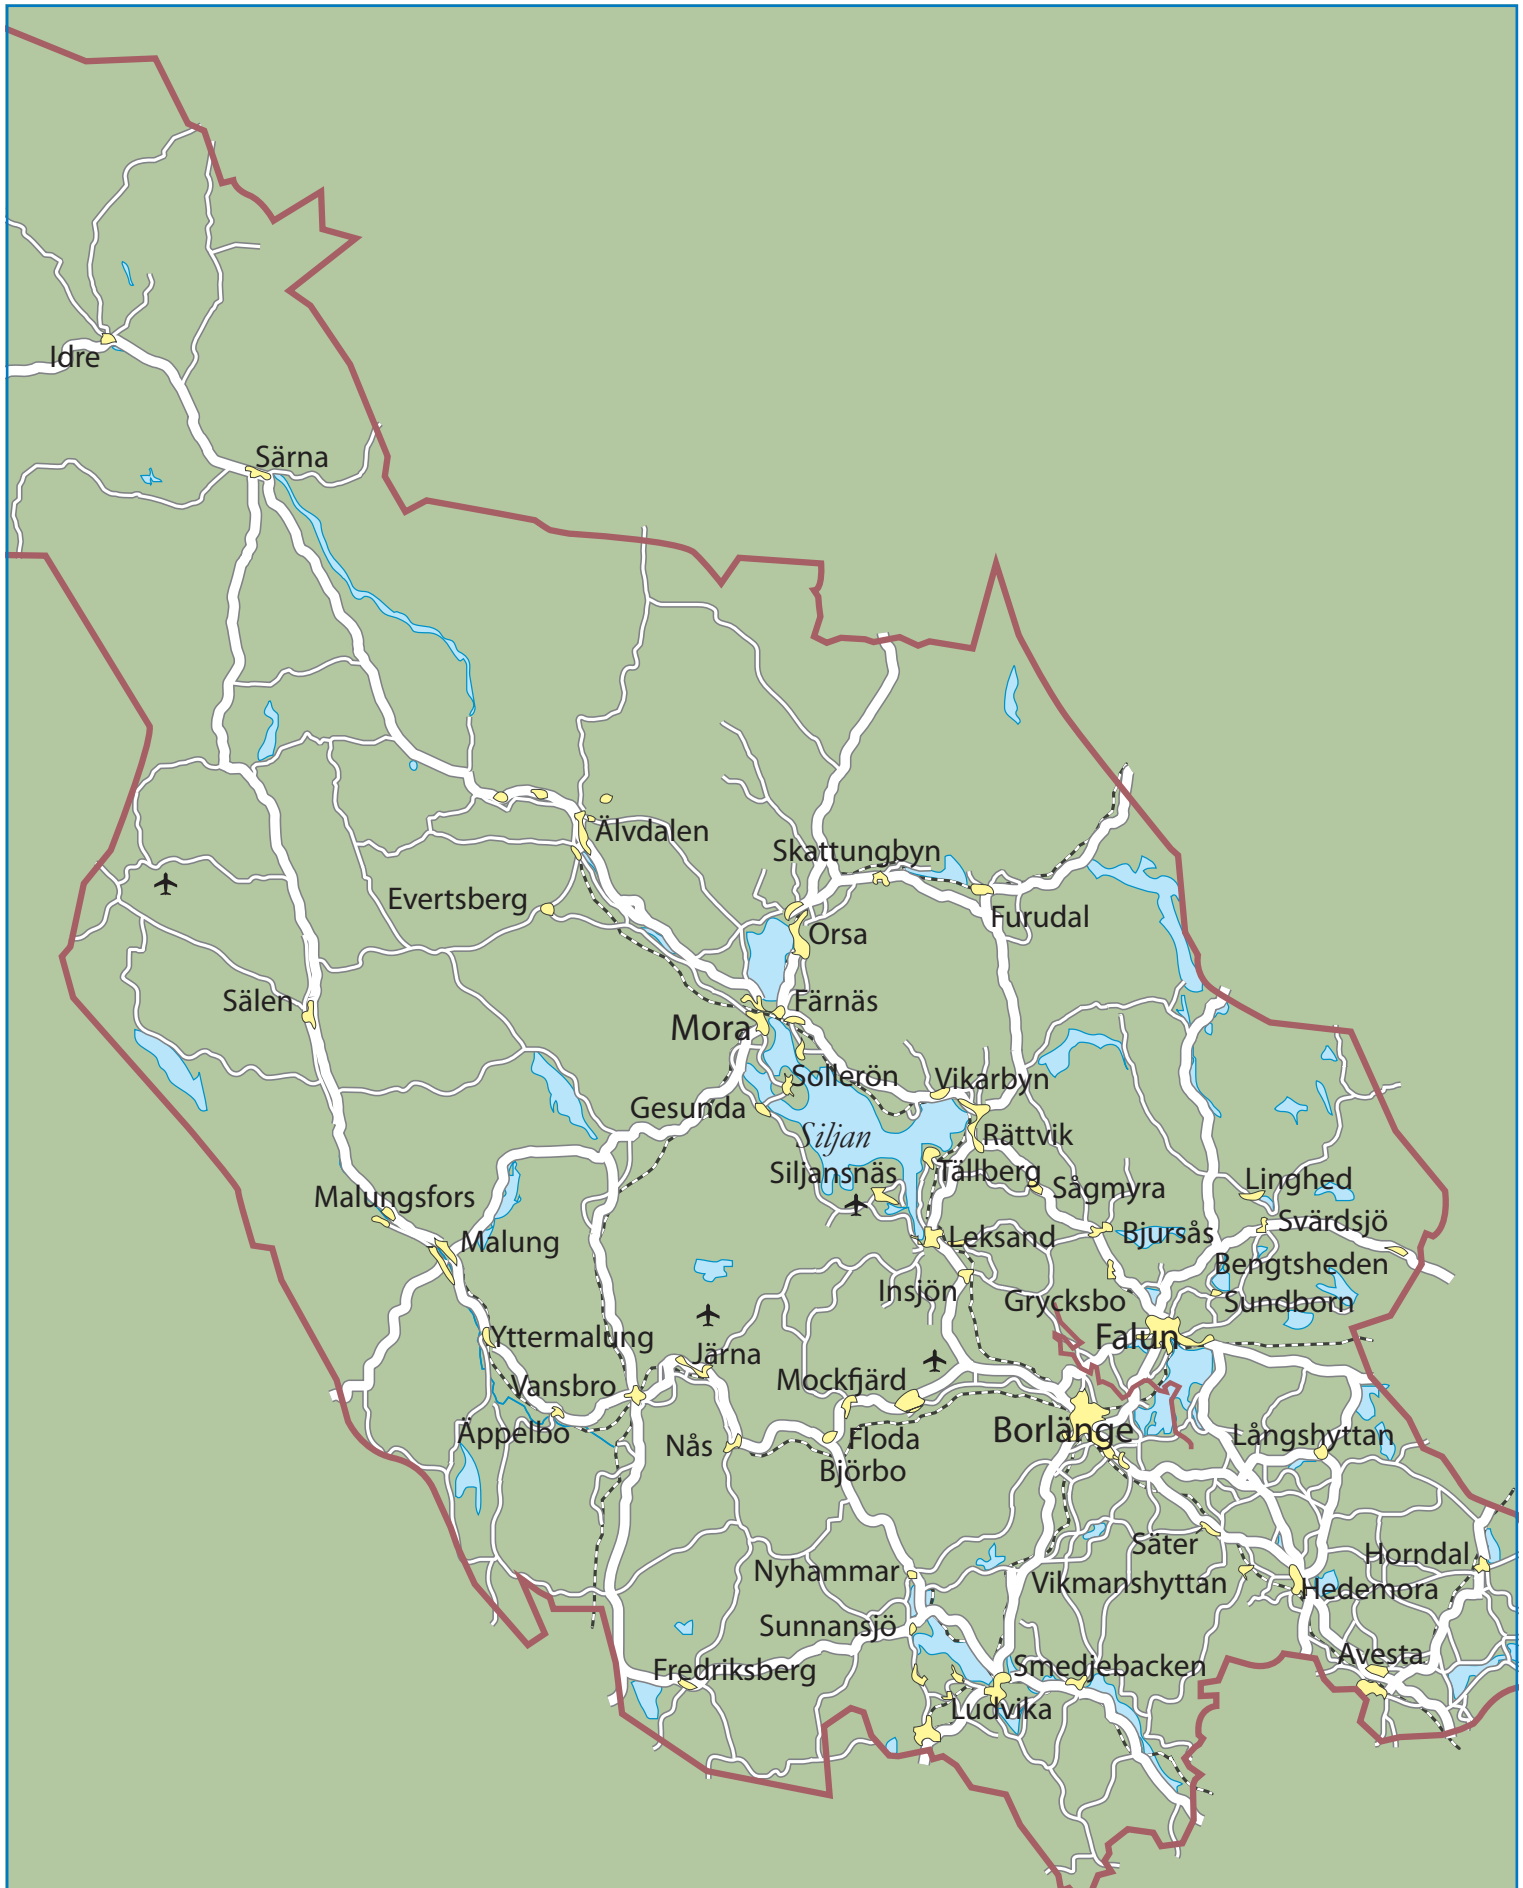 Idre
Särna
Älvdalen
Skattungbyn
Evertsberg
Furudal
Orsa
Sälen
Färnäs
Mora
Sollerön
Vikarbyn
Gesunda
Siljan
Rättvik
Siljansnäs
Tällberg
Sågmyra
Linghed
Malungsfors
Svärdsjö
Bjursås
Leksand
Malung
Bengtsheden
Insjön
Grycksbo
Sundborn
Yttermalung
Falun
Järna
Mockfjärd
Vansbro
Äppelbo
Borlänge
Långshyttan
Nås
Floda
Björbo
Säter
Horndal
Nyhammar
Vikmanshyttan
Hedemora
Sunnansjö
Avesta
Fredriksberg
Smedjebacken
Ludvika